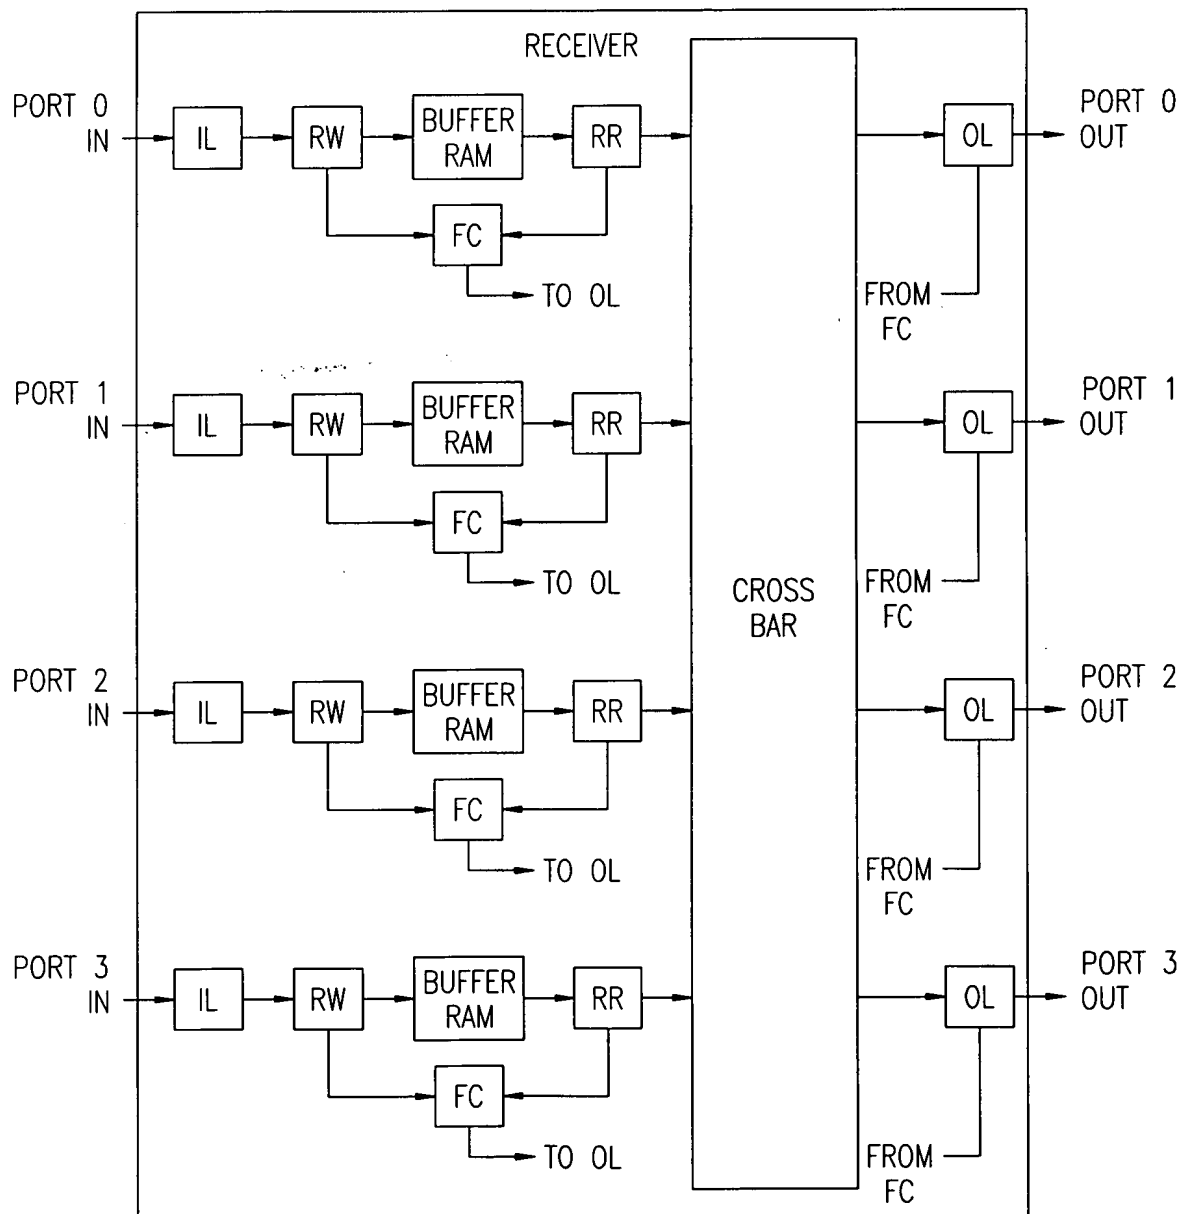 RECEIVER
PORT 0
IN
IL
RW
BUFFER
RAM
RR
FC
TO OL
OL
PORT 0
OUT
FROM
FC
PORT 1
IN
IL
RW
BUFFER
RAM
RR
FC
TO OL
OL
PORT 1
OUT
FROM
FC
CROSS
BAR
PORT 2
IN
IL
RW
BUFFER
RAM
RR
FC
TO OL
OL
PORT 2
OUT
FROM
FC
PORT 3
IN
IL
RW
BUFFER
RAM
RR
FC
TO OL
OL
PORT 3
OUT
FROM
FC